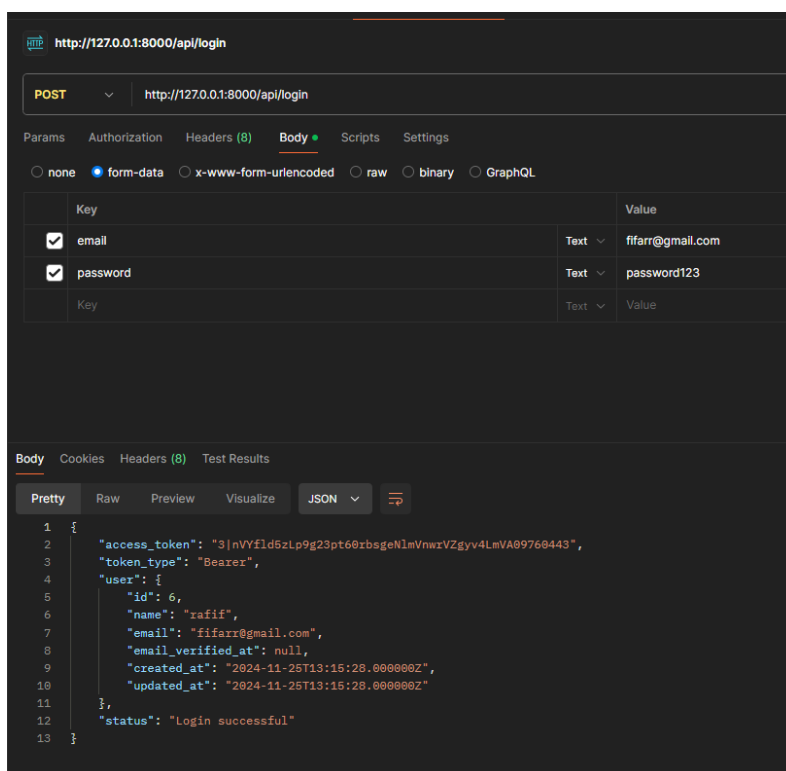 HTTP http://127.0.0.1:8000/api/login
POST http://127.0.0.1:8000/api/login
Params Authorization Headers (8) Body Scripts Settings
none form-data x-www-form-urlencoded raw binary GraphQL
Key Value
email Text fifarr@gmail.com
password Text password123
Key Text Value
Body Cookies Headers (8) Test Results
Pretty Raw Preview Visualize JSON
1 {
2 "access_token": "3|nVYfld5zLp9g23pt60rbsgeNlmVnwrVZgyv4LmVA09760443",
3 "token_type": "Bearer",
4 "user": {
5 "id": 6,
6 "name": "rafif",
7 "email": "fifarr@gmail.com",
8 "email_verified_at": null,
9 "created_at": "2024-11-25T13:15:28.000000Z",
10 "updated_at": "2024-11-25T13:15:28.000000Z"
11 },
12 "status": "Login successful"
13 }